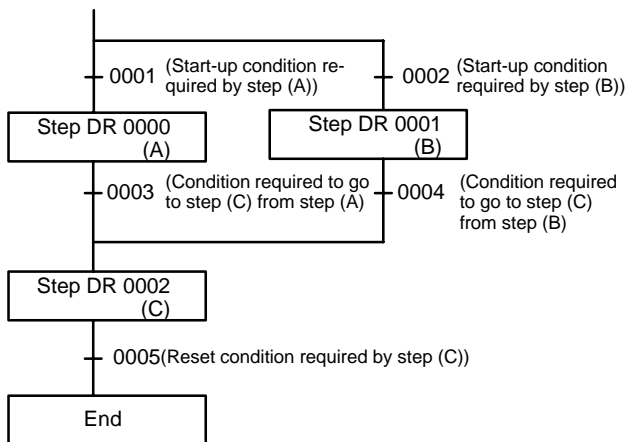 0001 (Start-up condition re-
quired by step (A))
0002 (Start-up condition
required by step (B))
Step DR 0000
(A)
Step DR 0001
(B)
0003 (Condition required to go
to step (C) from step (A)
0004 (Condition required
to go to step (C)
from step (B)
Step DR 0002
(C)
0005(Reset condition required by step (C))
End